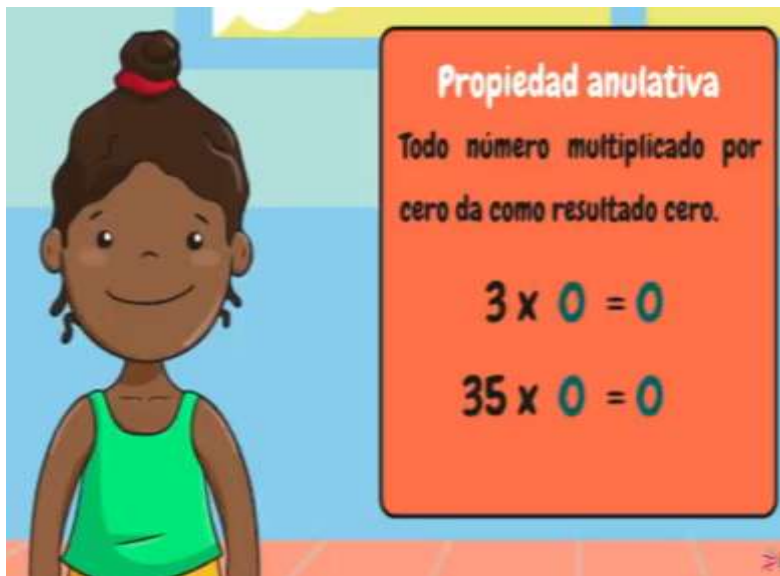 Propiedad anulativa
Todo número multiplicado por
cero da como resultado cero.
3 x 0 = 0
35 x 0 = 0